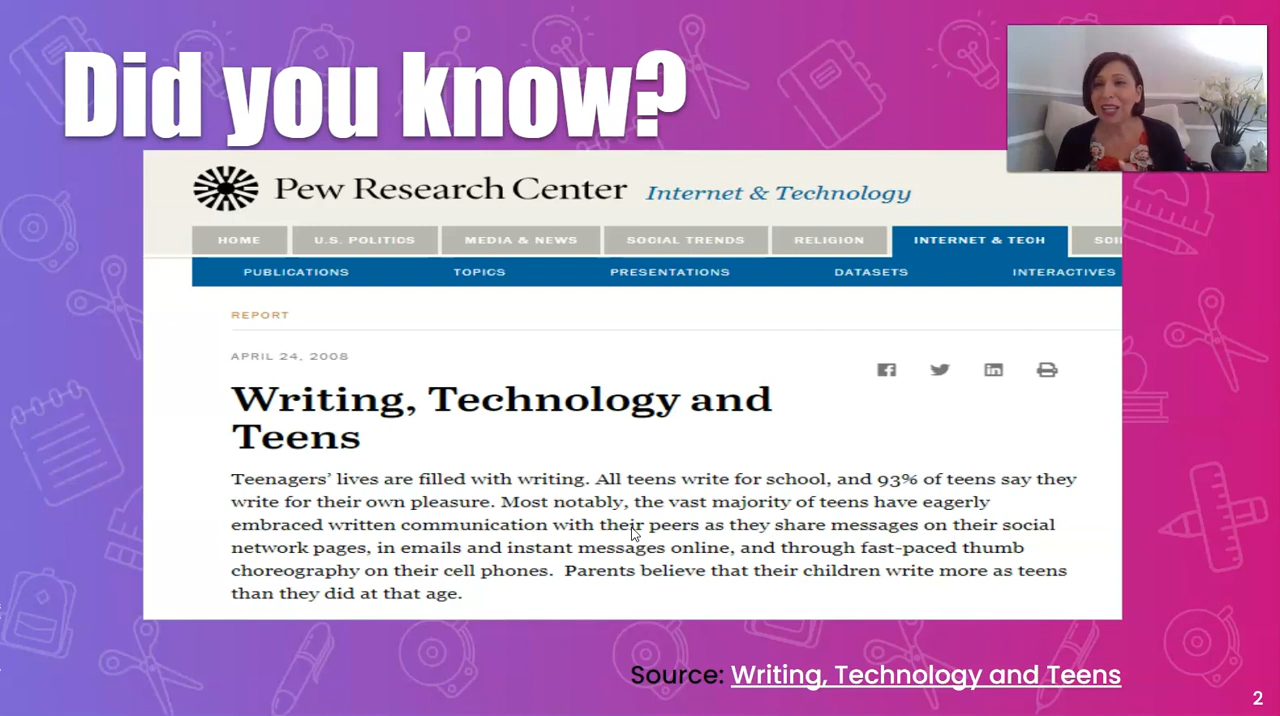 Did you know?
Pew Research Center Internet & Technology
HOME U.S. POLITICS MEDIA & NEWS SOCIAL TRENDS RELIGION INTERNET & TECH SCI
PUBLICATIONS TOPICS PRESENTATIONS DATASETS INTERACTIVES
REPORT
APRIL 24, 2008
Writing, Technology and
Teens
Teenagers’ lives are filled with writing. All teens write for school, and 93% of teens say they
write for their own pleasure. Most notably, the vast majority of teens have eagerly
embraced written communication with their peers as they share messages on their social
network pages, in emails and instant messages online, and through fast-paced thumb
choreography on their cell phones. Parents believe that their children write more as teens
than they did at that age.
Source: Writing, Technology and Teens
2